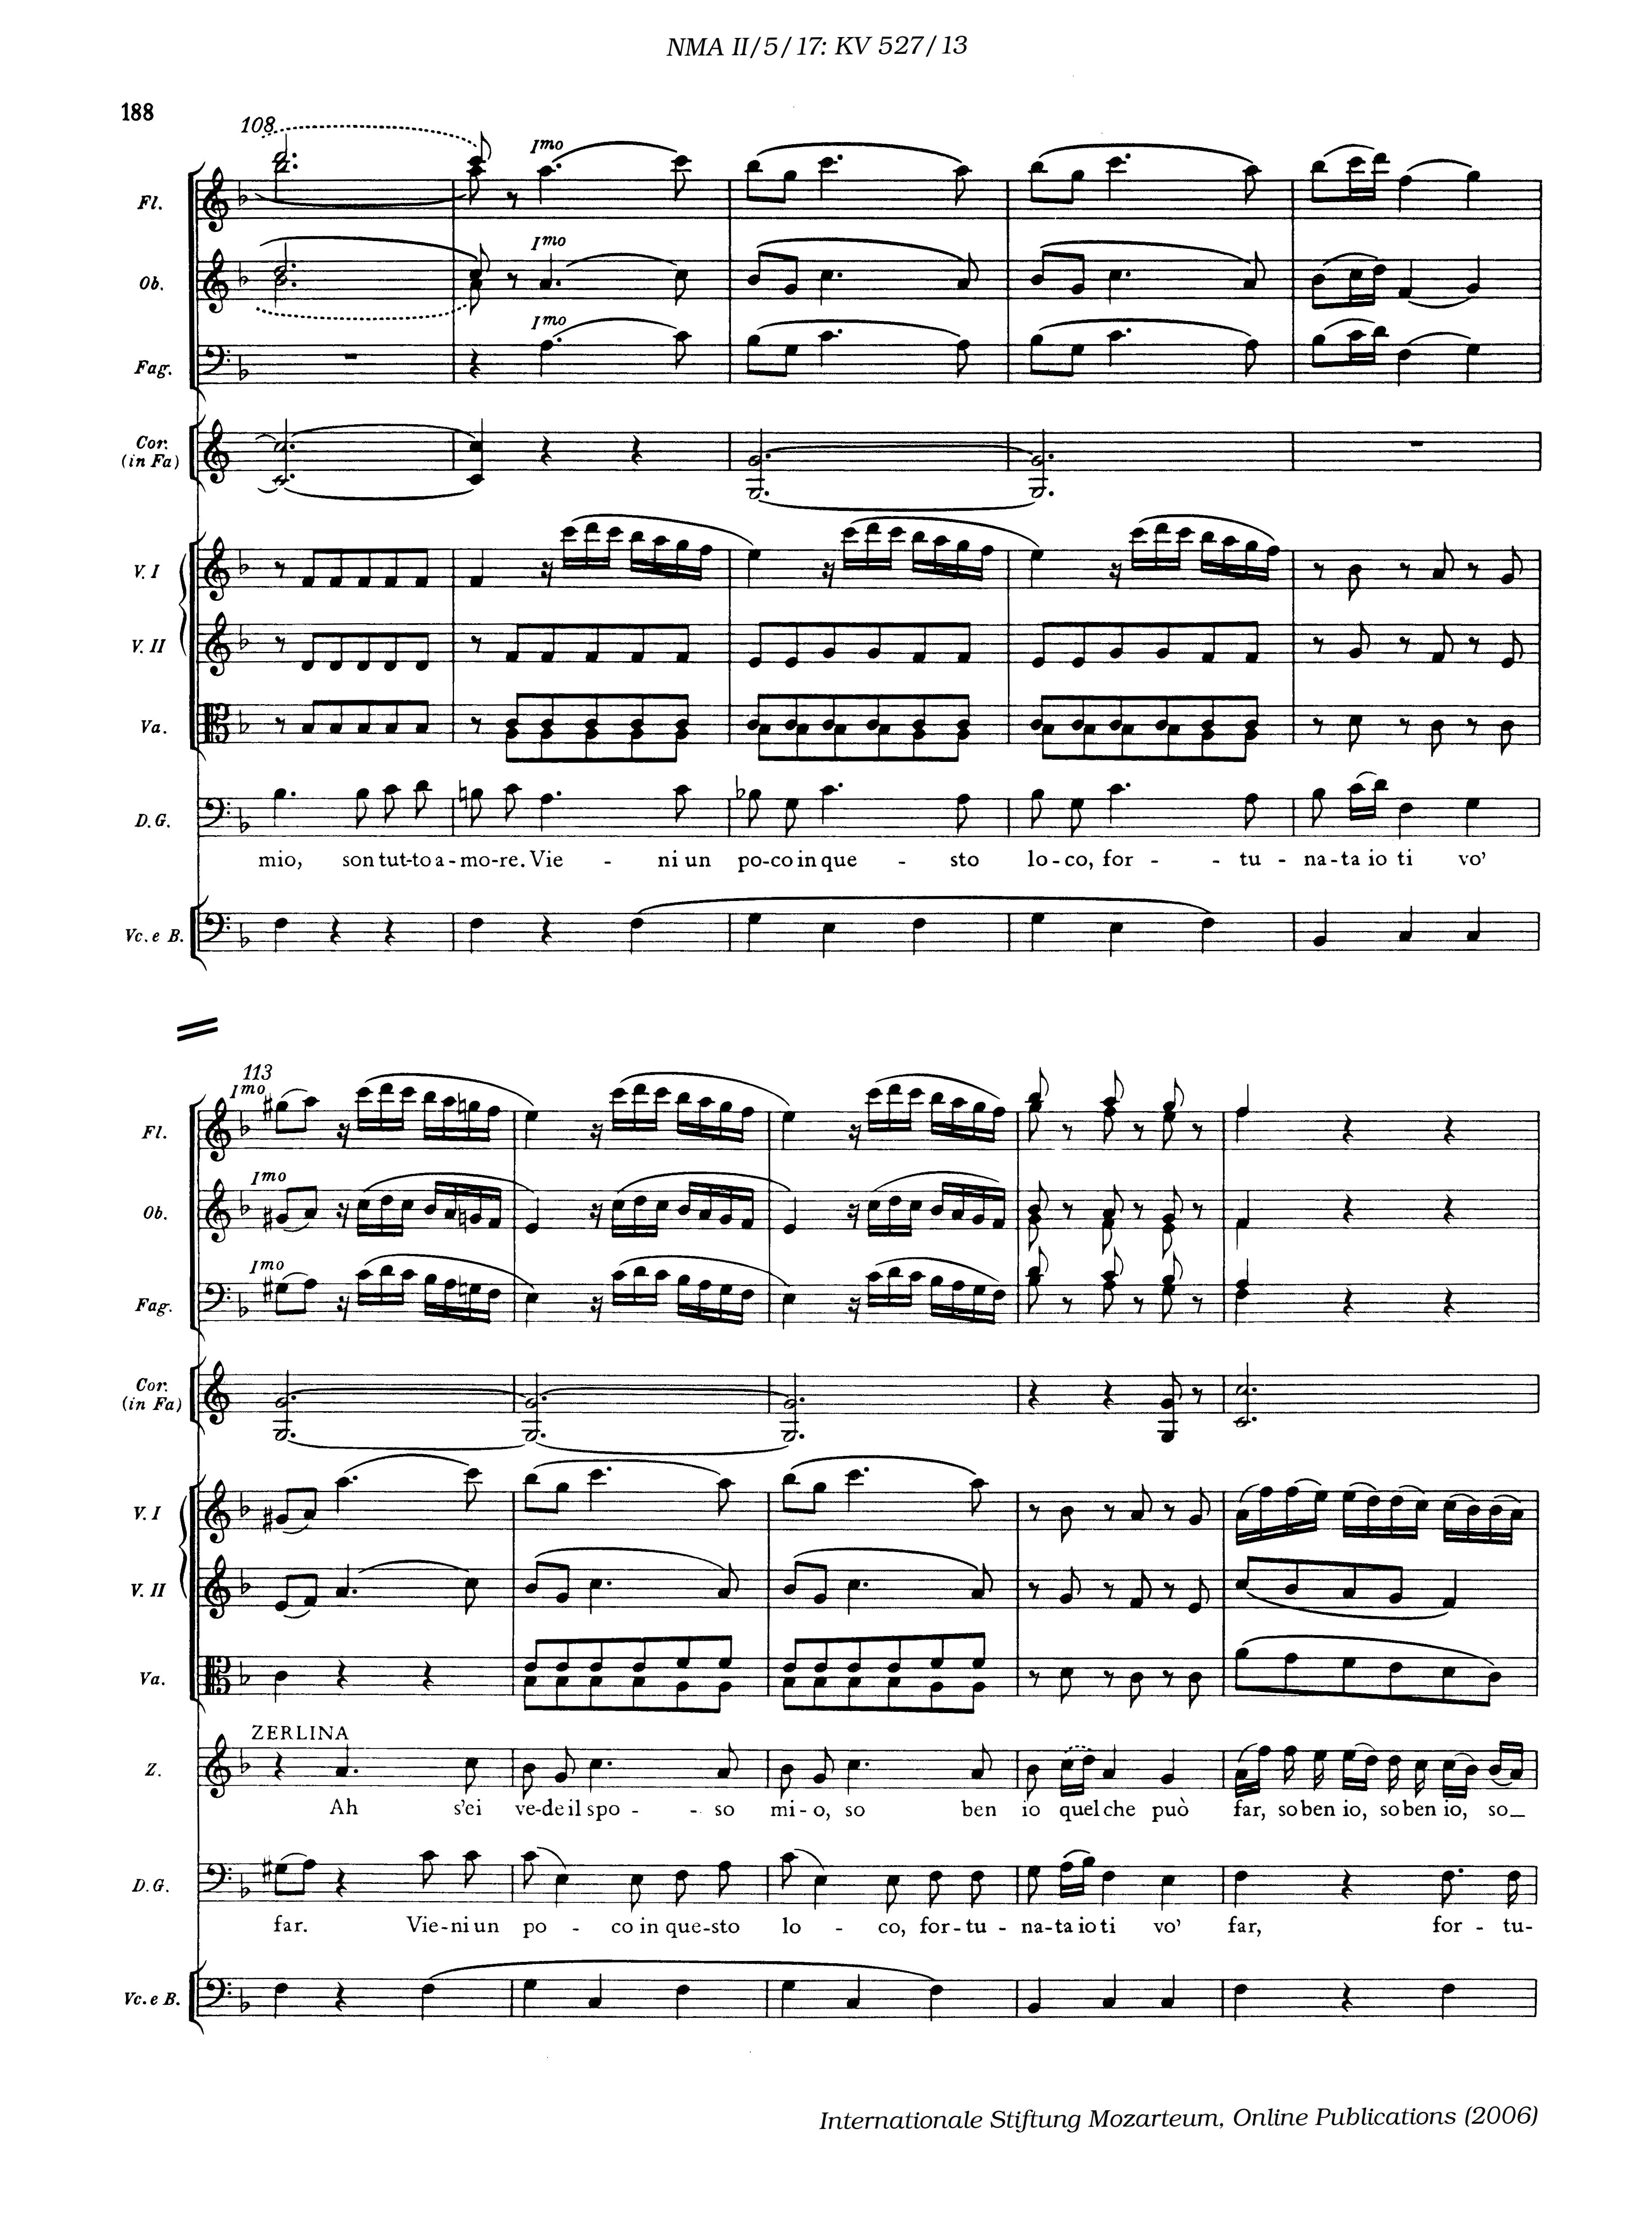 NMA II/5/17: KV 527/13
188
108
Imo
Fl.
Imo
Ob.
Imo
Fag.
Cor.
(in Fa)
V. I
V. II
Va.
D.G.
mio, son tut-to a-mo-re. Vie - ni un po-co in que - sto lo-co, for - - tu - na-ta io ti vo'
Vc. e B.
113
Imo
Fl.
Imo
Ob.
Imo
Fag.
Cor.
(in Fa)
V. I
V. II
Va.
ZERLINA
Z.
Ah s'ei ve-de il spo - - so mi-o, so ben io quel che può far, so ben io, so ben io, so_
D.G.
far. Vie-ni un po - co in que-sto lo - co, for-tu - na-ta io ti vo' far, for - tu-
Vc. e B.
Internationale Stiftung Mozarteum, Online Publications (2006)